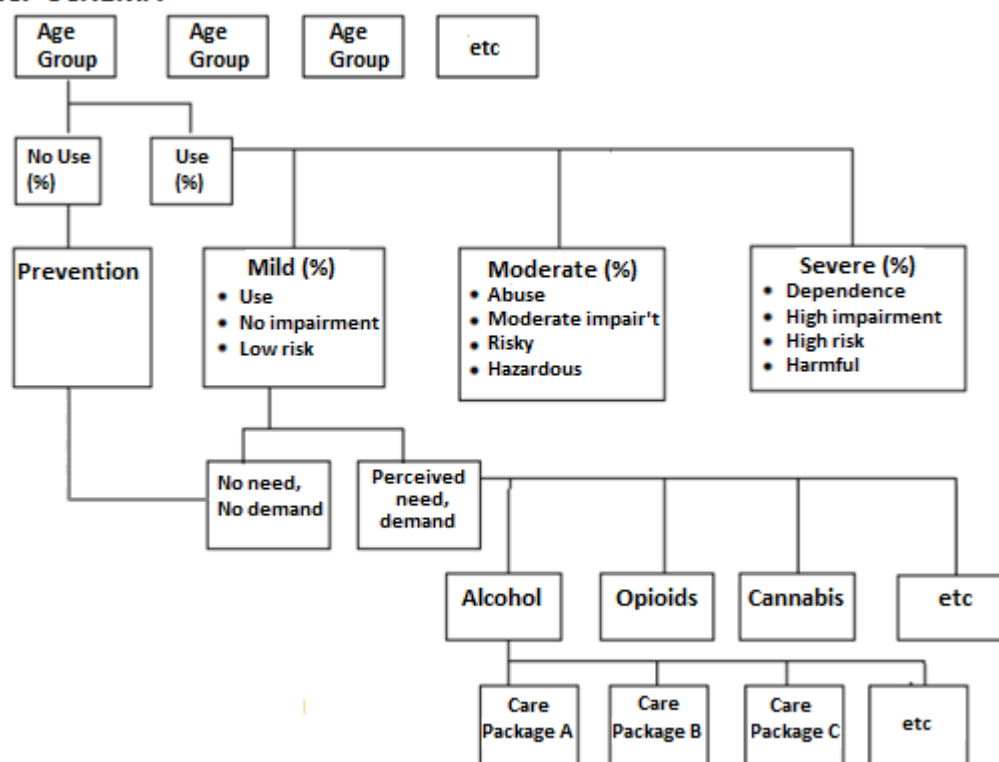 Age
Group
Age
Group
Age
Group
etc
No Use
(%)
Use
(%)
Prevention
Mild (%)
• Use
• No impairment
• Low risk
Moderate (%)
• Abuse
• Moderate impair't
• Risky
• Hazardous
Severe (%)
• Dependence
• High impairment
• High risk
• Harmful
No need,
No demand
Perceived
need,
demand
Alcohol
Opioids
Cannabis
etc
Care
Package A
Care
Package B
Care
Package C
etc